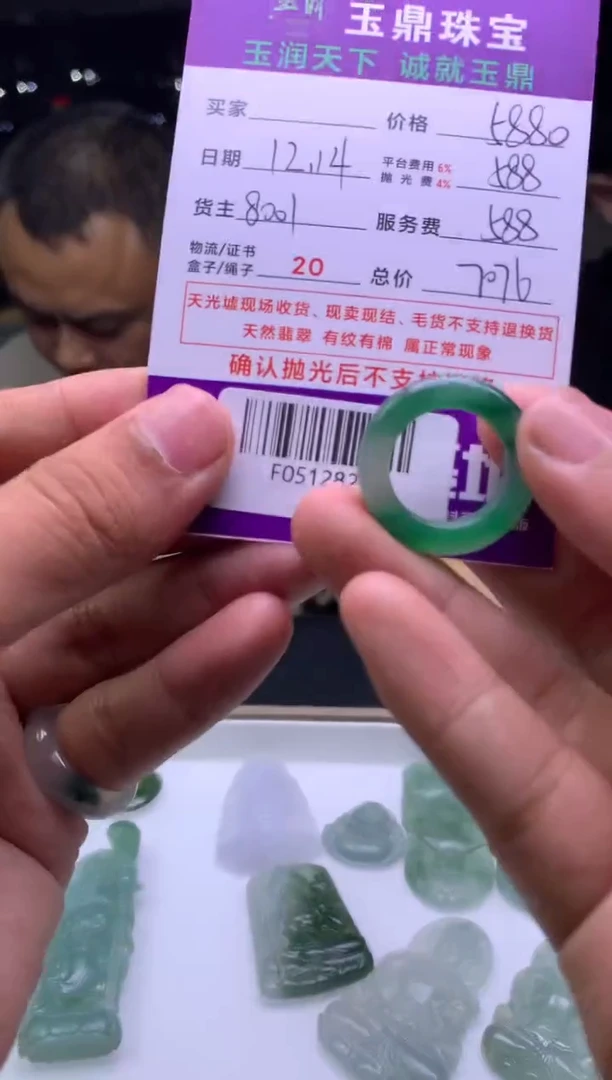 玉鼎珠宝
玉润天下 诚就玉鼎
买家 价格 5880
日期 12.14 平台费用6% 抛光费4% 588
货主 8001 服务费 588
物流/证书
盒子/绳子 20 总价 7076
天光墟现场收货、现卖现结、毛货不支持退换货
天然翡翠 有纹有棉 属正常现象
确认抛光后不支持
F051282